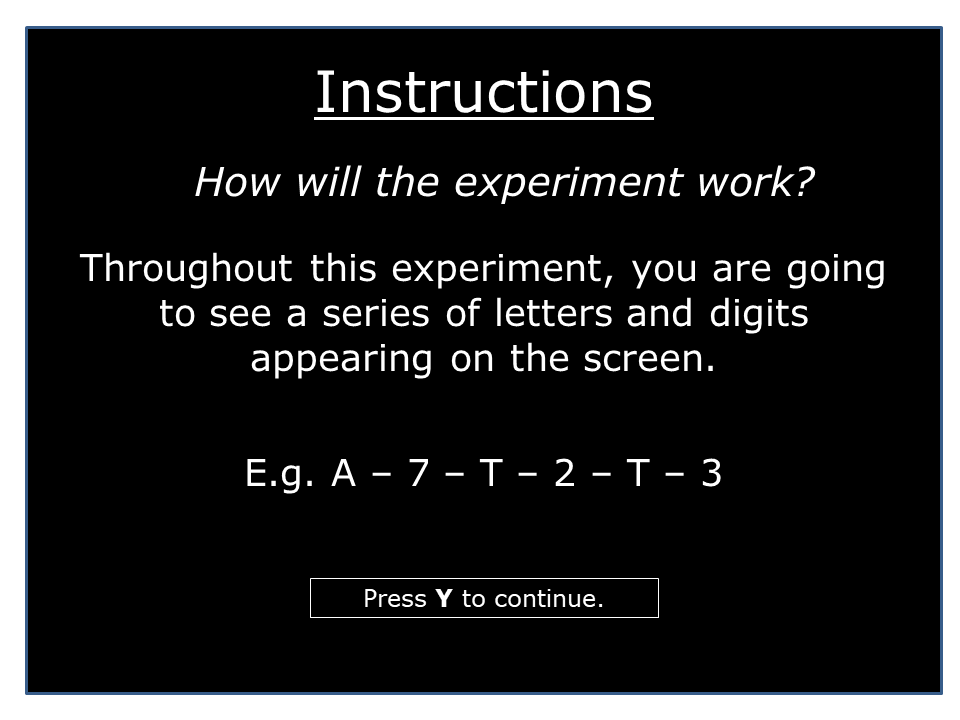 Instructions
How will the experiment work?
Throughout this experiment, you are going
to see a series of letters and digits
appearing on the screen.
E.g. A – 7 – T – 2 – T – 3
Press Y to continue.